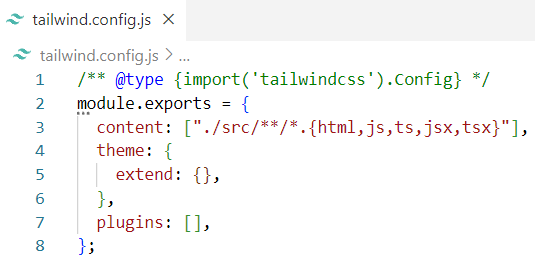 tailwind.config.js
tailwind.config.js > ...
1 /** @type {import('tailwindcss').Config} */
2 module.exports = {
3   content: ["./src/**/*.{html,js,ts,jsx,tsx}"],
4   theme: {
5     extend: {},
6   },
7   plugins: [],
8 };